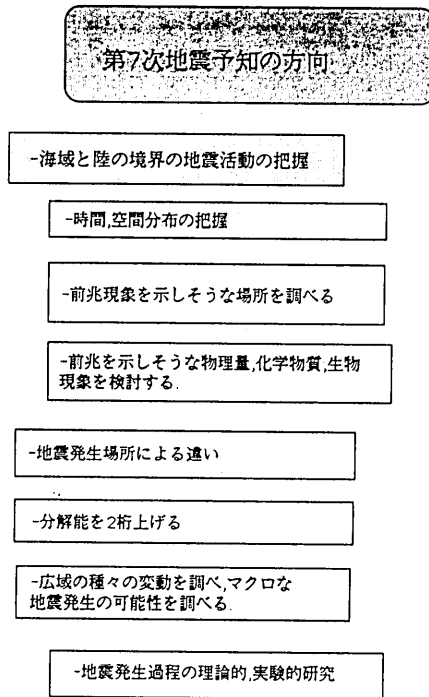 第7次地震予知の方向
-海域と陸の境界の地震活動の把握
-時間,空間分布の把握
-前兆現象を示しそうな場所を調べる
-前兆を示しそうな物理量,化学物質,生物
現象を検討する.
-地震発生場所による違い
-分解能を2桁上げる
-広域の種々の変動を調べ,マクロな
地震発生の可能性を調べる.
-地震発生過程の理論的,実験的研究